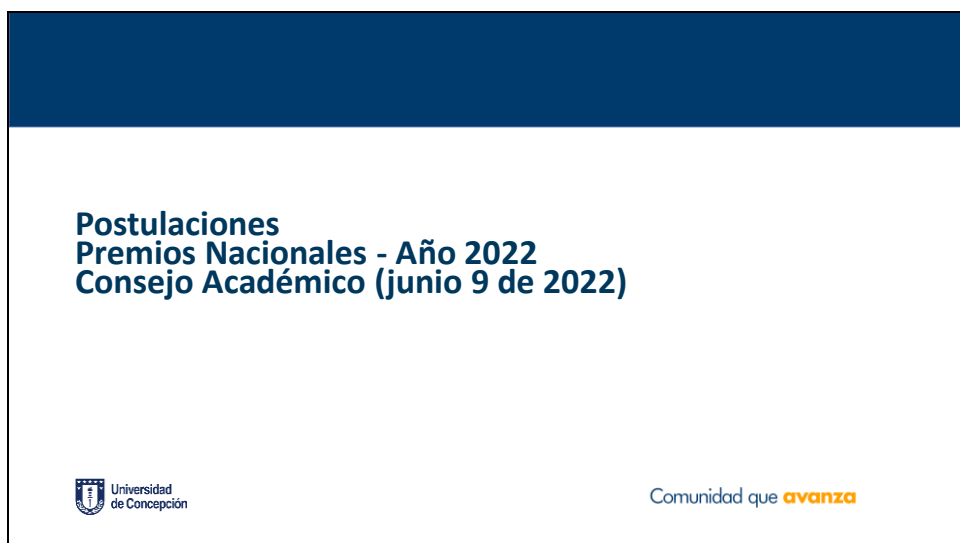 Postulaciones
Premios Nacionales - Año 2022
Consejo Académico (junio 9 de 2022)
Universidad
de Concepción
Comunidad que avanza